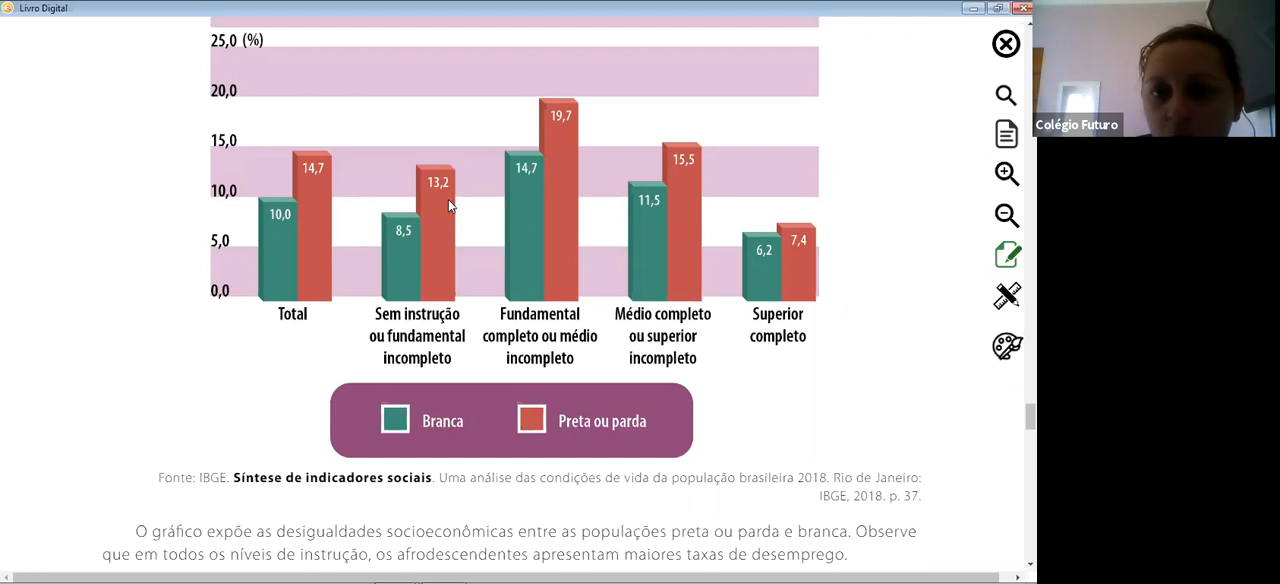 Livro Digital
25,0 (%)
20,0
15,0
10,0
5,0
0,0
10,0
14,7
8,5
13,2
14,7
19,7
11,5
15,5
6,2
7,4
Total
Sem instrução
ou fundamental
incompleto
Fundamental
completo ou médio
incompleto
Médio completo
ou superior
incompleto
Superior
completo
Branca
Preta ou parda
Fonte: IBGE. Síntese de indicadores sociais. Uma análise das condições de vida da população brasileira 2018. Rio de Janeiro:
IBGE, 2018. p. 37.
O gráfico expõe as desigualdades socioeconômicas entre as populações preta ou parda e branca. Observe
que em todos os níveis de instrução, os afrodescendentes apresentam maiores taxas de desemprego.
Colégio Futuro